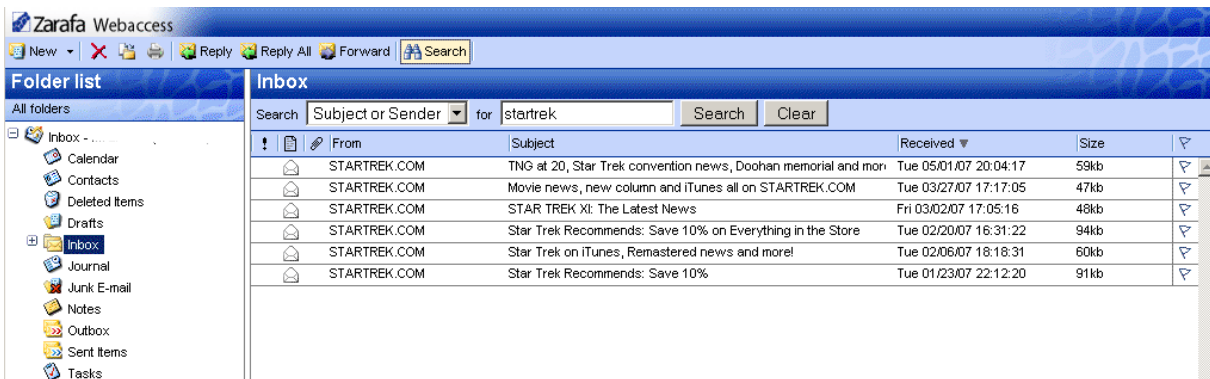 Zarafa Webaccess
New Reply Reply All Forward Search
Folder list
All folders
Inbox -
Calendar
Contacts
Deleted Items
Drafts
Inbox
Journal
Junk E-mail
Notes
Outbox
Sent Items
Tasks
Inbox
Search Subject or Sender for startrek Search Clear
! From Subject Received Size
STARTREK.COM TNG at 20, Star Trek convention news, Doohan memorial and mor Tue 05/01/07 20:04:17 59kb
STARTREK.COM Movie news, new column and iTunes all on STARTREK.COM Tue 03/27/07 17:17:05 47kb
STARTREK.COM STAR TREK XI: The Latest News Fri 03/02/07 17:05:16 48kb
STARTREK.COM Star Trek Recommends: Save 10% on Everything in the Store Tue 02/20/07 16:31:22 94kb
STARTREK.COM Star Trek on iTunes, Remastered news and more! Tue 02/06/07 18:18:31 60kb
STARTREK.COM Star Trek Recommends: Save 10% Tue 01/23/07 22:12:20 91kb